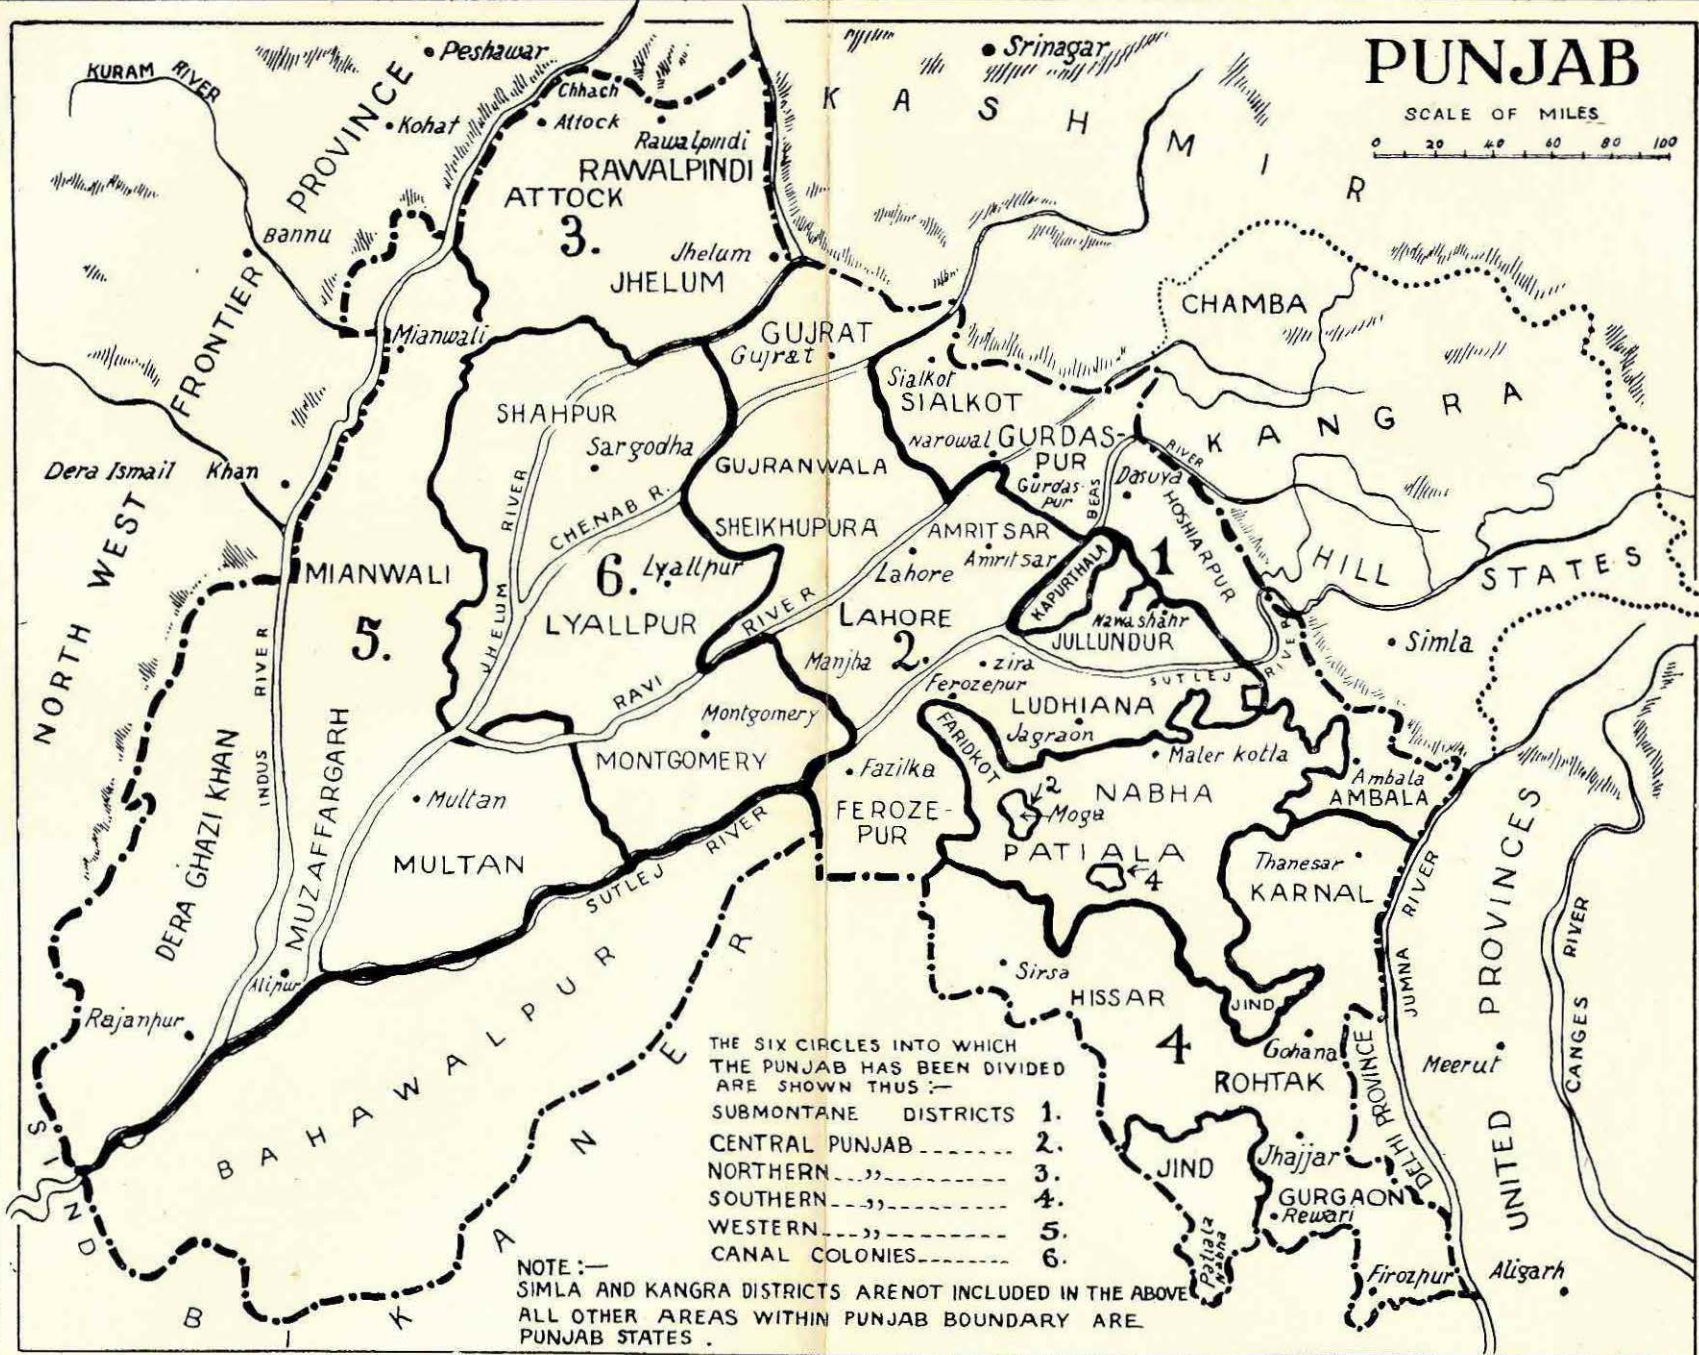 PUNJAB
SCALE OF MILES
0 20 40 60 80 100
KURAM RIVER
Peshawar
Srinagar
KASHMIR
Chhach
Kohat
Attock
Rawalpindi
RAWALPINDI
ATTOCK
3.
NORTH WEST FRONTIER PROVINCE
Bannu
Jhelum
JHELUM
CHAMBA
Mianwali
GUJRAT
Gujrat
Sialkot
SIALKOT
KANGRA
SHAHPUR
Sargodha
Narowal
GURDAS-
PUR
Gurdas-
pur
RIVER
Dasuya
GUJRANWALA
Dera Ismail Khan
JHELUM RIVER
CHENAB R.
BEAS
HOSHIARPUR
SHEIKHUPURA
AMRITSAR
Amritsar
Lahore
1
HILL STATES
MIANWALI
6.
Lyallpur
LYALLPUR
KAPURTHALA
Nawashahr
JULLUNDUR
LAHORE
2.
RAVI RIVER
5.
Simla
Manjha
Zira
Ferozepur
SUTLEJ RIVER
LUDHIANA
Jagraon
INDUS RIVER
Montgomery
MONTGOMERY
FARIDKOT
Maler kotla
Fazilka
Ambala
AMBALA
NABHA
2
Moga
DERA GHAZI KHAN
MUZAFFARGARH
Multan
MULTAN
FEROZE-
PUR
PATIALA
4
Thanesar
KARNAL
SUTLEJ RIVER
JUMNA RIVER
UNITED PROVINCES
CANGES RIVER
Alipur
Rajanpur
Sirsa
HISSAR
JIND
4
Gohana
ROHTAK
DELHI PROVINCE
Meerut
BAHAWALPUR
BIKANER
SIND
JIND
Jhajjar
GURGAON
Rewari
Patiala
Nabha
Firozpur
Aligarh
THE SIX CIRCLES INTO WHICH
THE PUNJAB HAS BEEN DIVIDED
ARE SHOWN THUS :—
SUBMONTANE DISTRICTS 1.
CENTRAL PUNJAB ------- 2.
NORTHERN ---,,--------- 3.
SOUTHERN ---,,--------- 4.
WESTERN ---,,--------- 5.
CANAL COLONIES -------- 6.
NOTE :—
SIMLA AND KANGRA DISTRICTS ARENOT INCLUDED IN THE ABOVE
ALL OTHER AREAS WITHIN PUNJAB BOUNDARY ARE
PUNJAB STATES .